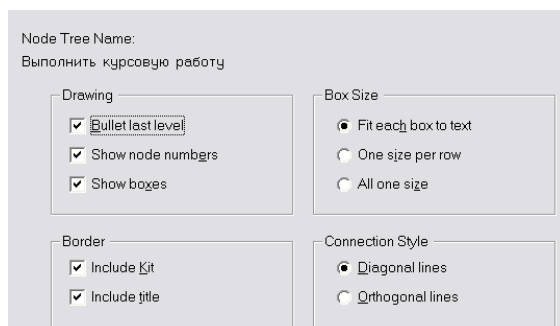 Node Tree Name:
Выполнить курсовую работу
Drawing
Bullet last level
Show node numbers
Show boxes
Box Size
Fit each box to text
One size per row
All one size
Border
Include Kit
Include title
Connection Style
Diagonal lines
Orthogonal lines